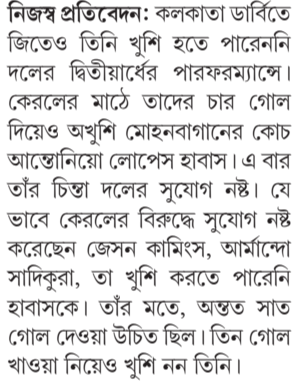 নিজস্ব প্রতিবেদন: কলকাতা ডার্বিতে
জিতেও তিনি খুশি হতে পারেননি
দলের দ্বিতীয়ার্ধের পারফরম্যান্সে।
কেরলের মাঠে তাদের চার গোল
দিয়েও অখুশি মোহনবাগানের কোচ
আন্তোনিয়ো লোপেস হাবাস। এ বার
তাঁর চিন্তা দলের সুযোগ নষ্ট। যে
ভাবে কেরলের বিরুদ্ধে সুযোগ নষ্ট
করেছেন জেসন কামিংস, আর্মান্দো
সাদিকুরা, তা খুশি করতে পারেনি
হাবাসকে। তাঁর মতে, অন্তত সাত
গোল দেওয়া উচিত ছিল। তিন গোল
খাওয়া নিয়েও খুশি নন তিনি।